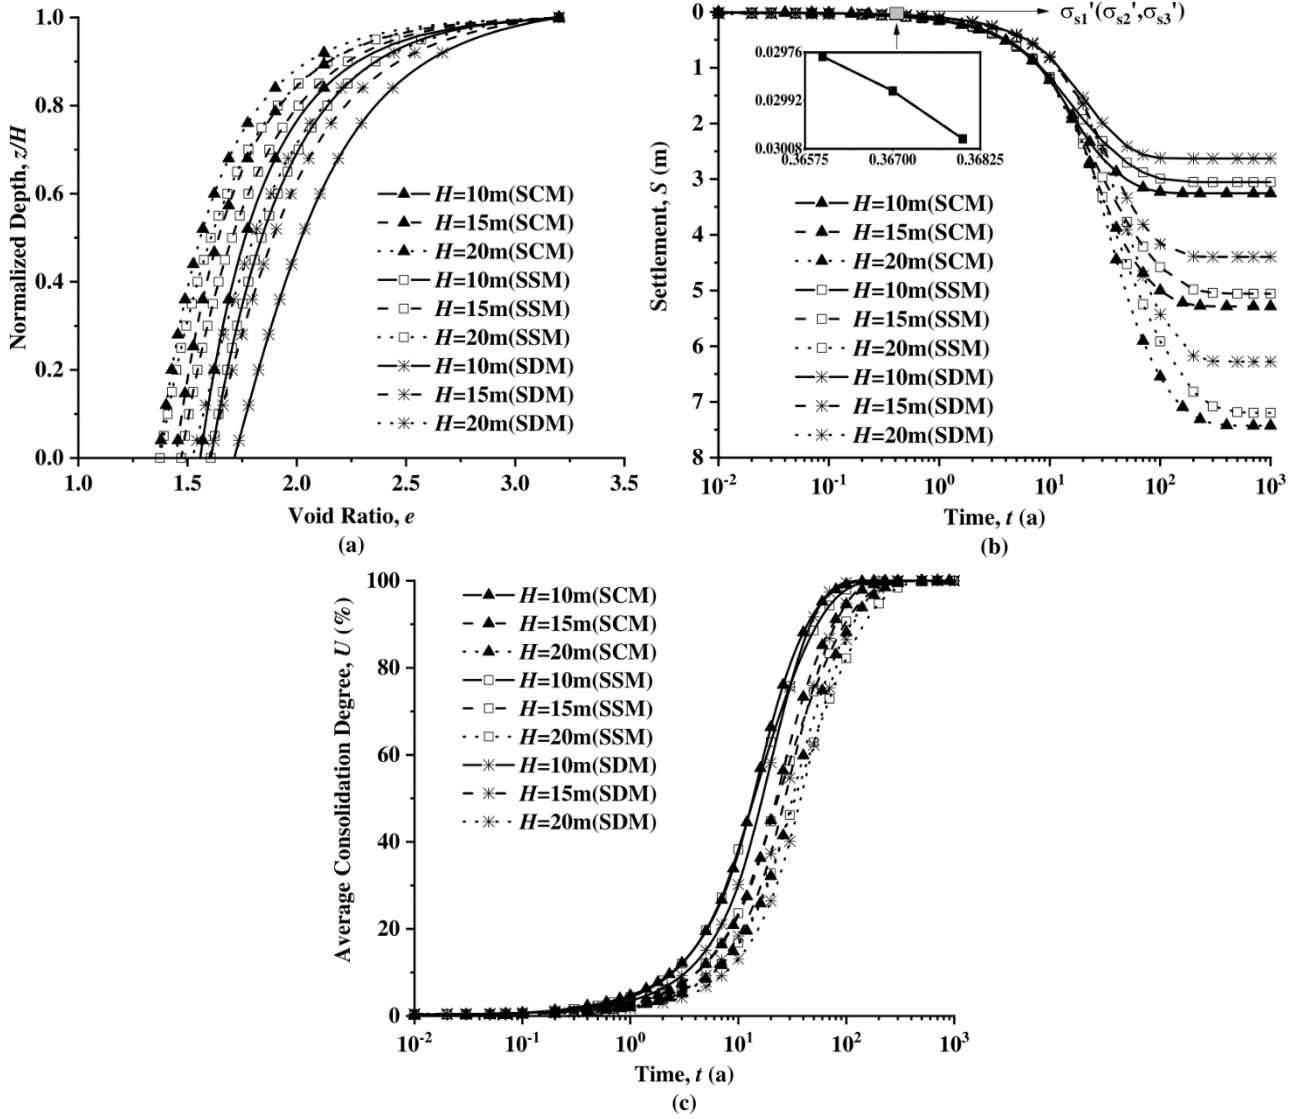 1.0
0.8
0.6
0.4
0.2
0.0
Normalized Depth, z/H
1.0
1.5
2.0
2.5
3.0
3.5
Void Ratio, e
H=10m(SCM)
H=15m(SCM)
H=20m(SCM)
H=10m(SSM)
H=15m(SSM)
H=20m(SSM)
H=10m(SDM)
H=15m(SDM)
H=20m(SDM)
(a)
0
1
2
3
4
5
6
7
8
Settlement, S (m)
σs1'(σs2',σs3')
0.02976
0.02992
0.03008
0.36575
0.36700
0.36825
H=10m(SCM)
H=15m(SCM)
H=20m(SCM)
H=10m(SSM)
H=15m(SSM)
H=20m(SSM)
H=10m(SDM)
H=15m(SDM)
H=20m(SDM)
10⁻²
10⁻¹
10⁰
10¹
10²
10³
Time, t (a)
(b)
100
80
60
40
20
0
Average Consolidation Degree, U (%)
H=10m(SCM)
H=15m(SCM)
H=20m(SCM)
H=10m(SSM)
H=15m(SSM)
H=20m(SSM)
H=10m(SDM)
H=15m(SDM)
H=20m(SDM)
10⁻²
10⁻¹
10⁰
10¹
10²
10³
Time, t (a)
(c)